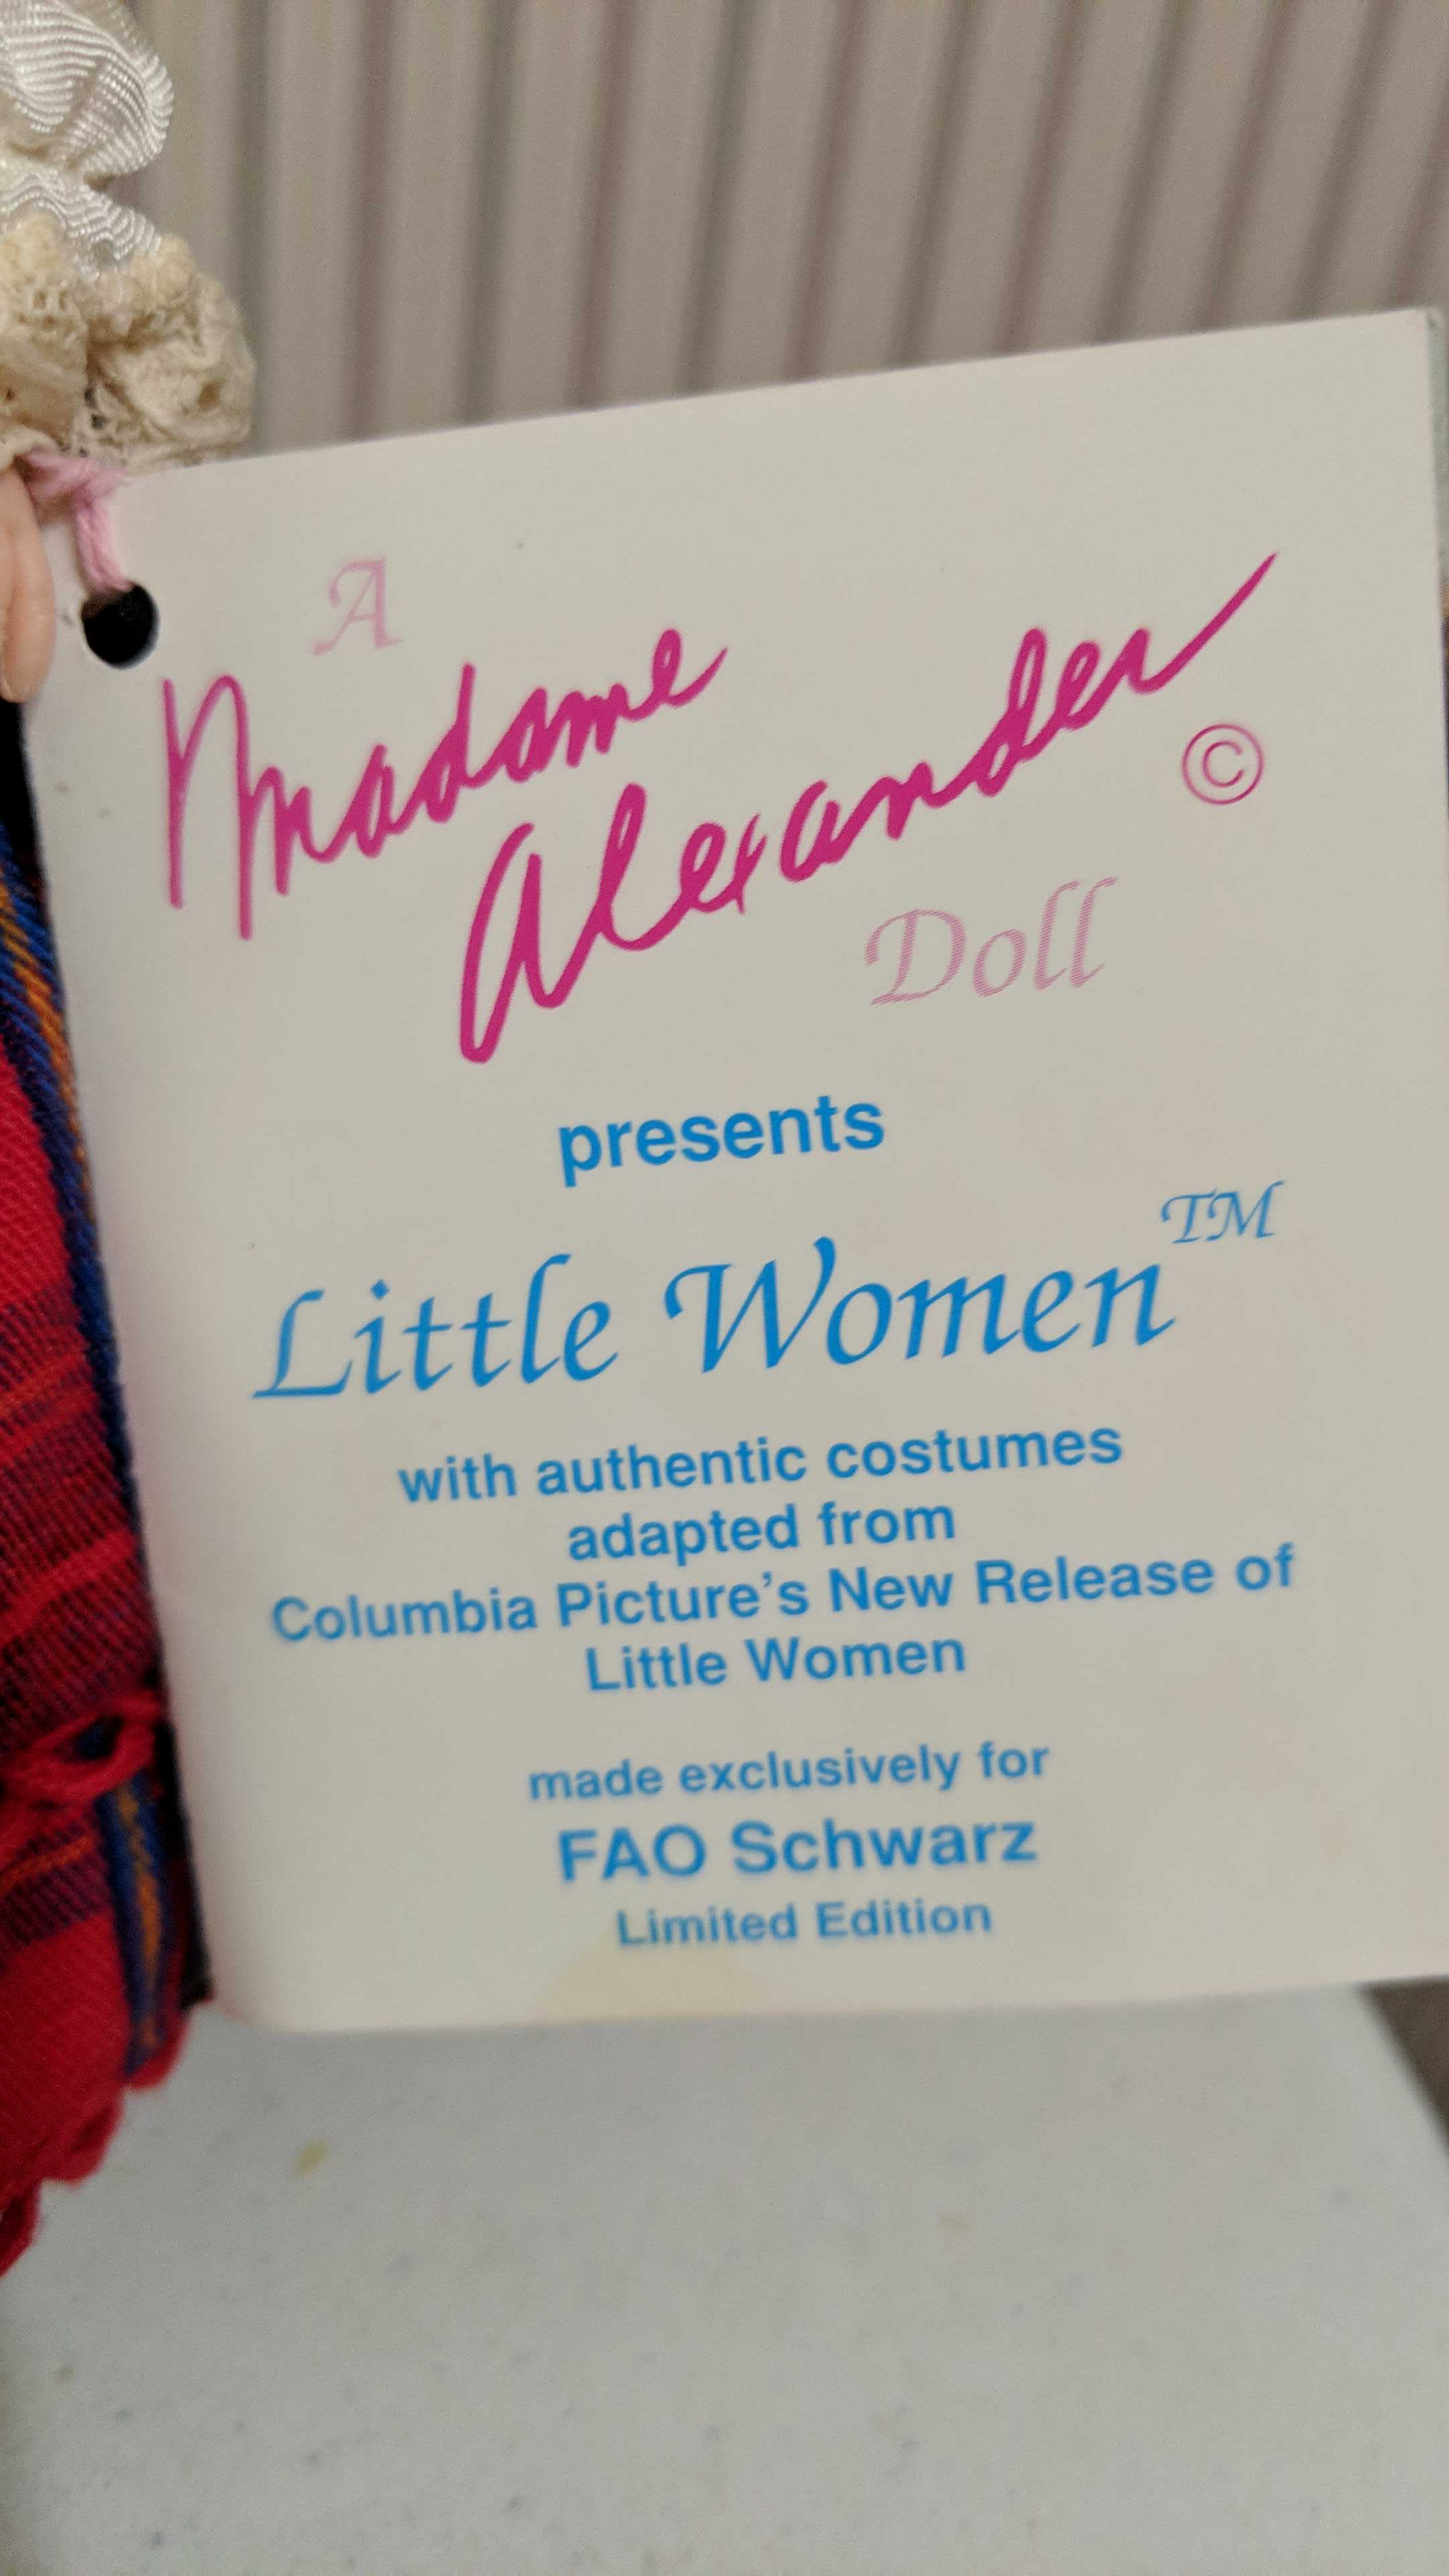 A
Madame
Alexander ©
Doll
presents
Little Women™
with authentic costumes
adapted from
Columbia Picture's New Release of
Little Women
made exclusively for
FAO Schwarz
Limited Edition